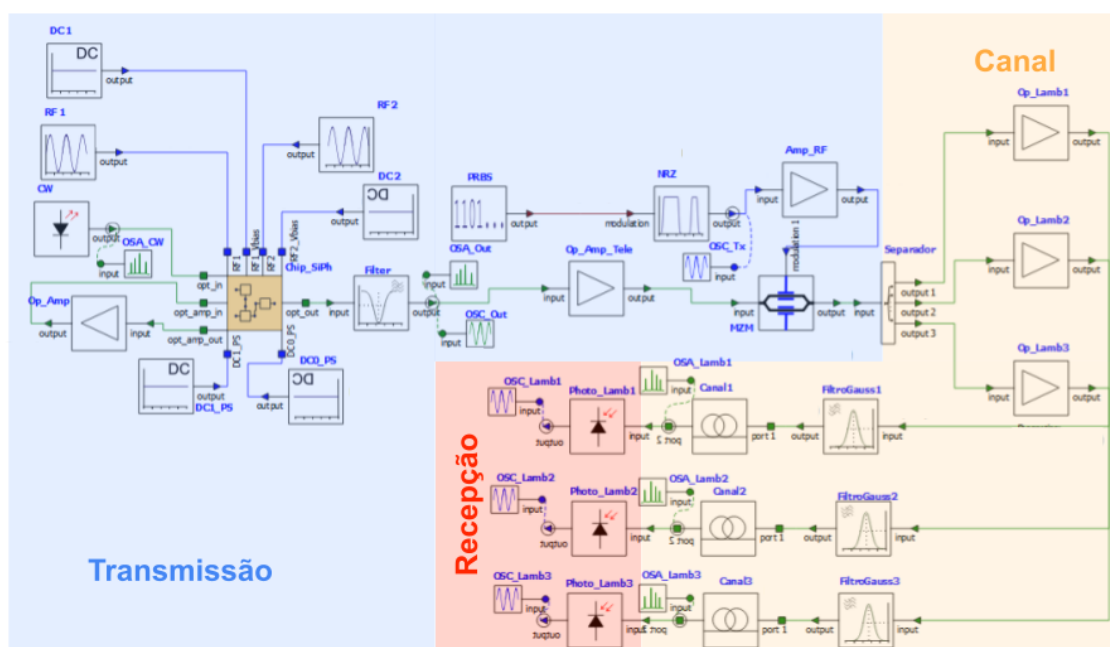 DC1
DC
output
RF1
output
RF2
output
DC2
DC
output
CW
output
OSA_CW
input
RF1
RF1_Vbias
RF2
RF2_Vbias
Chip_SiPh
opt_in
opt_amp_in
opt_amp_out
opt_out
DC1_PS
DC0_PS
Op_Amp
output
input
DC
output
DC1_PS
DC0_PS
DC
output
Filter
input
output
OSA_Out
input
OSC_Out
input
PRBS
1101
output
NRZ
modulation
output
OSC_Tx
input
Amp_RF
input
output
modulation 1
Op_Amp_Tele
input
output
MZM
input
output
Separador
input
output 1
output 2
output 3
Canal
Op_Lamb1
input
output
Op_Lamb2
input
output
Op_Lamb3
input
output
OSC_Lamb1
input
output
Photo_Lamb1
input
OSA_Lamb1
input
port 2
Canal1
port 1
FiltroGauss1
output
input
OSC_Lamb2
input
output
Photo_Lamb2
input
OSA_Lamb2
input
port 2
Canal2
port 1
FiltroGauss2
output
input
OSC_Lamb3
input
output
Photo_Lamb3
input
OSA_Lamb3
input
port 2
Canal3
port 1
FiltroGauss3
output
input
Transmissão
Recepção